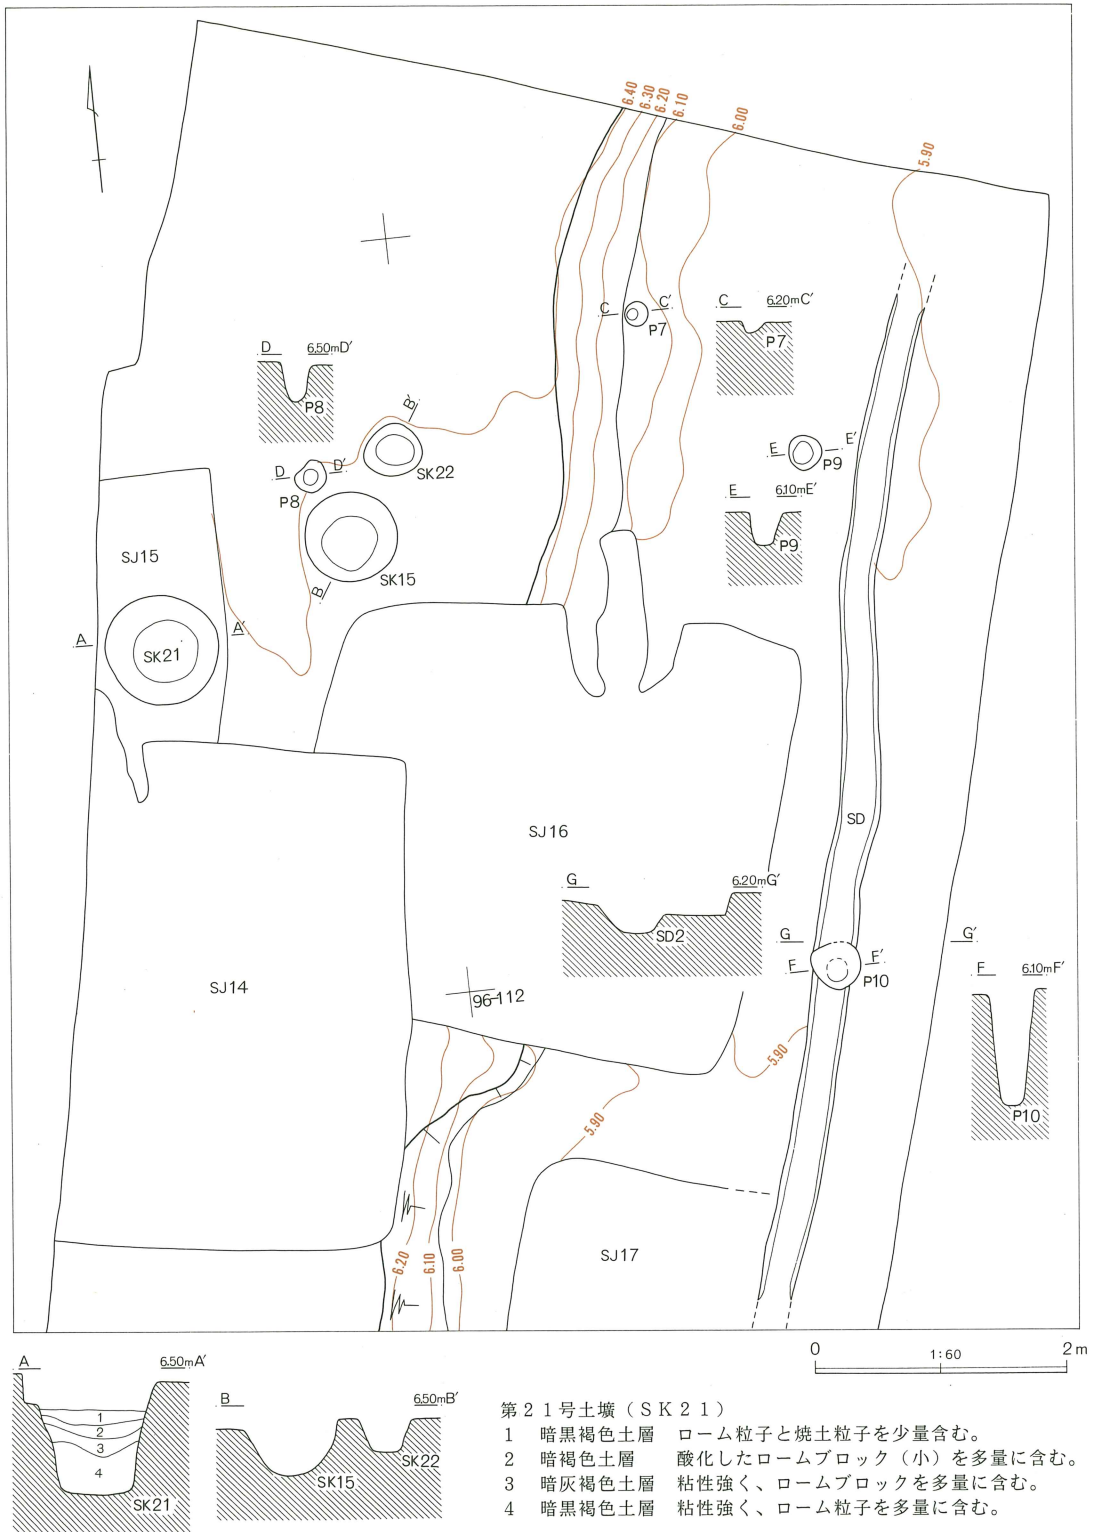 6.40
6.30
6.20
6.10
6.00
5.90
C C′
P7
C 6.20mC′
P7
D 6.50mD′
P8
B′
SK22
D D′
P8
E E′
P9
E 6.10mE′
P9
SJ15
SK15
B
A A′
SK21
SJ16
SD
G 6.20mG′
SD2
G G′
F F′
P10
F 6.10mF′
P10
SJ14
96-112
5.90
5.90
SJ17
6.20
6.10
6.00
0 1:60 2m
A 6.50mA′
1
2
3
4
SK21
B 6.50mB′
SK15
SK22
第21号土壙(SK21)
1 暗黒褐色土層 ローム粒子と焼土粒子を少量含む。
2 暗褐色土層 酸化したロームブロック(小)を多量に含む。
3 暗灰褐色土層 粘性強く、ロームブロックを多量に含む。
4 暗黒褐色土層 粘性強く、ローム粒子を多量に含む。